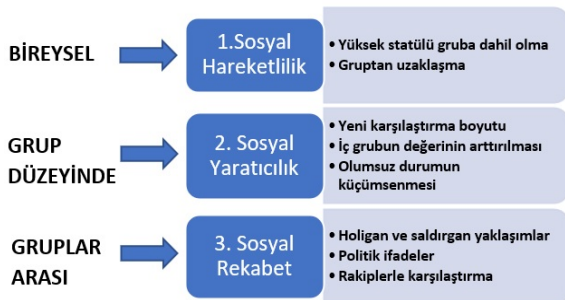 BİREYSEL
1.Sosyal
Hareketlilik
• Yüksek statülü gruba dahil olma
• Gruptan uzaklaşma
GRUP
DÜZEYİNDE
2. Sosyal
Yaratıcılık
• Yeni karşılaştırma boyutu
• İç grubun değerinin arttırılması
• Olumsuz durumun
küçümsenmesi
GRUPLAR
ARASI
3. Sosyal
Rekabet
• Holigan ve saldırgan yaklaşımlar
• Politik ifadeler
• Rakiplerle karşılaştırma